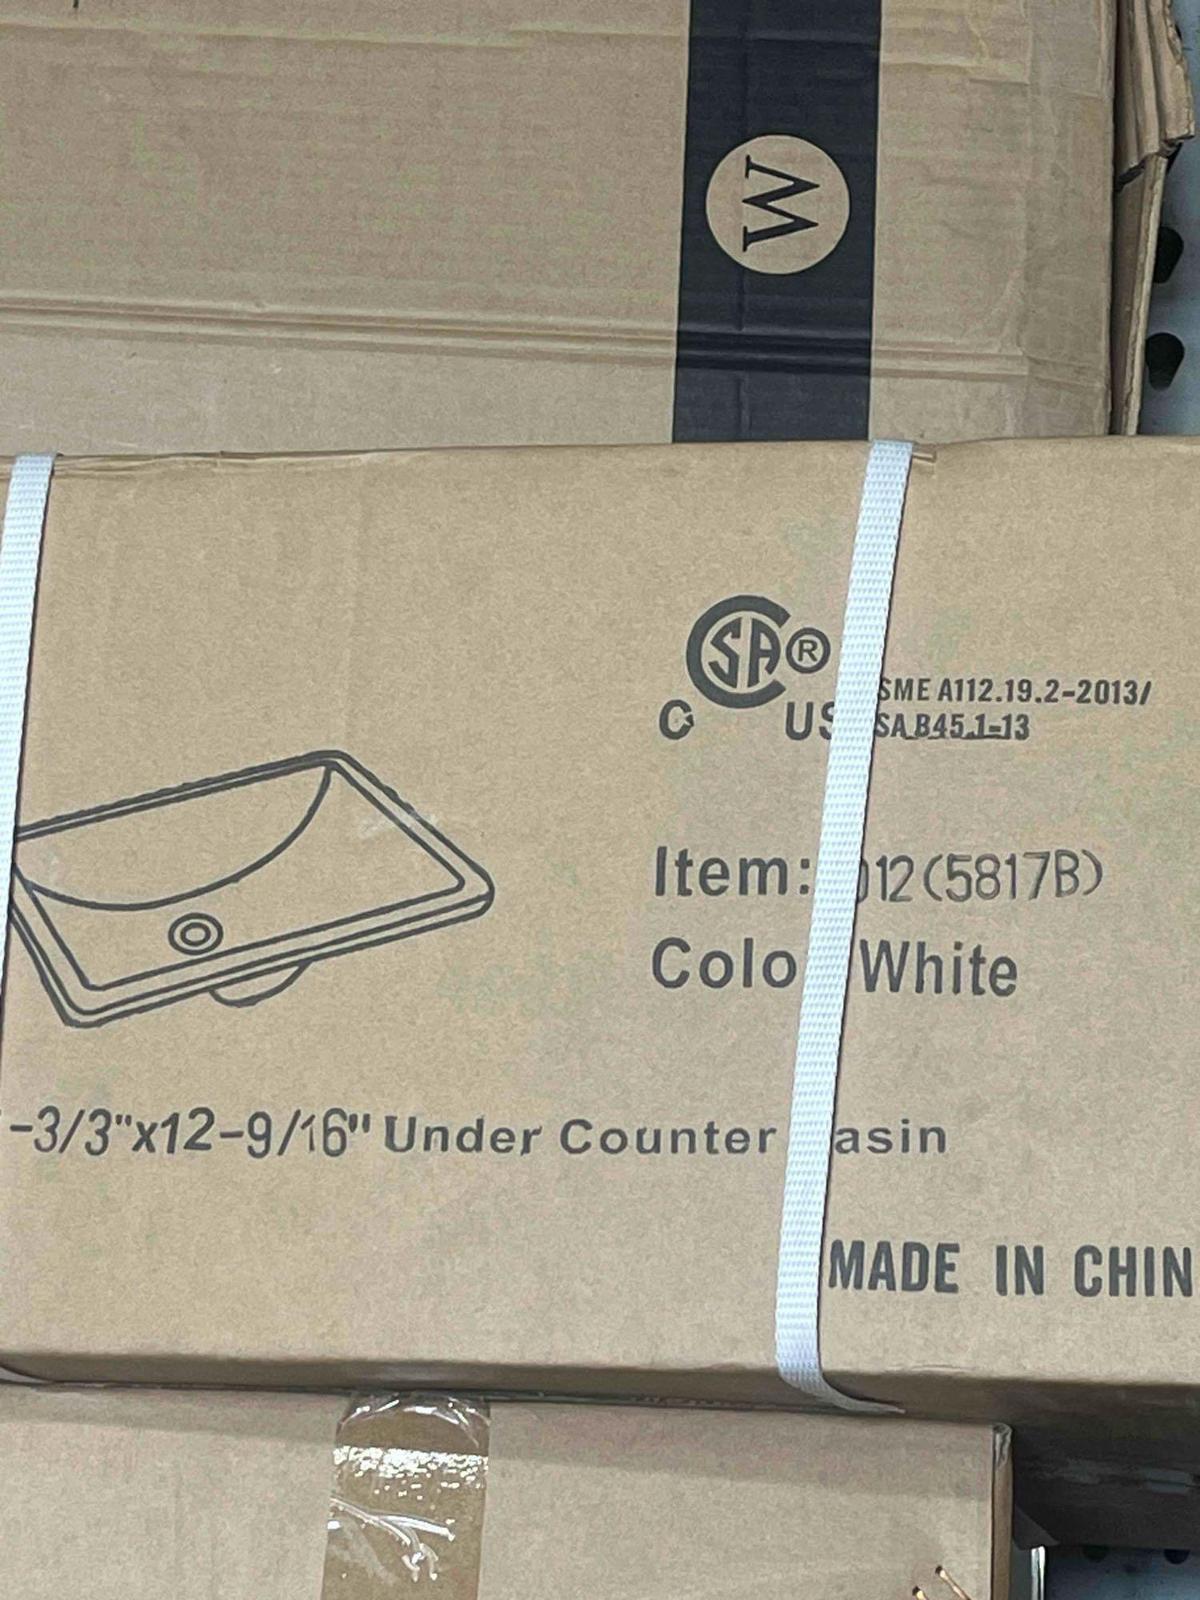 W
CSA®
C US
SME A112.19.2-2013/
SA B45.1-13
Item: 12(5817B)
Colo White
-3/3"x12-9/16" Under Counter asin
MADE IN CHIN